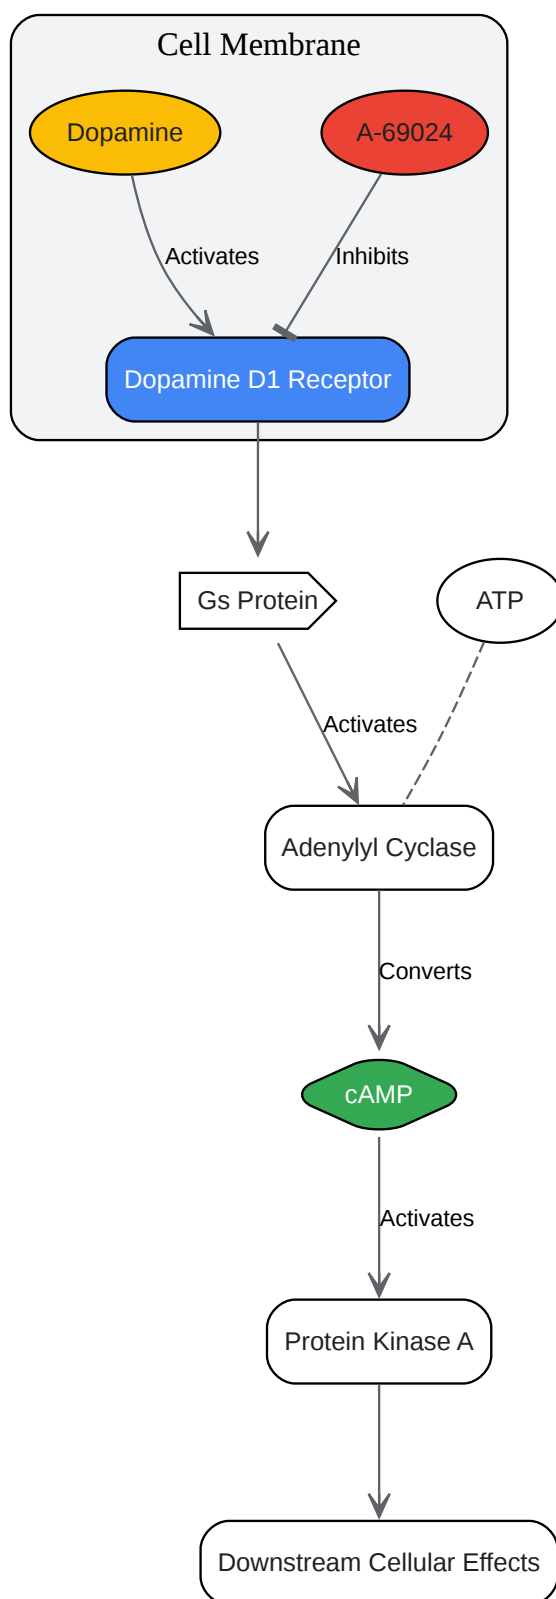 Cell Membrane
Dopamine
A-69024
Activates
Inhibits
Dopamine D1 Receptor
Gs Protein
ATP
Activates
Adenylyl Cyclase
Converts
cAMP
Activates
Protein Kinase A
Downstream Cellular Effects